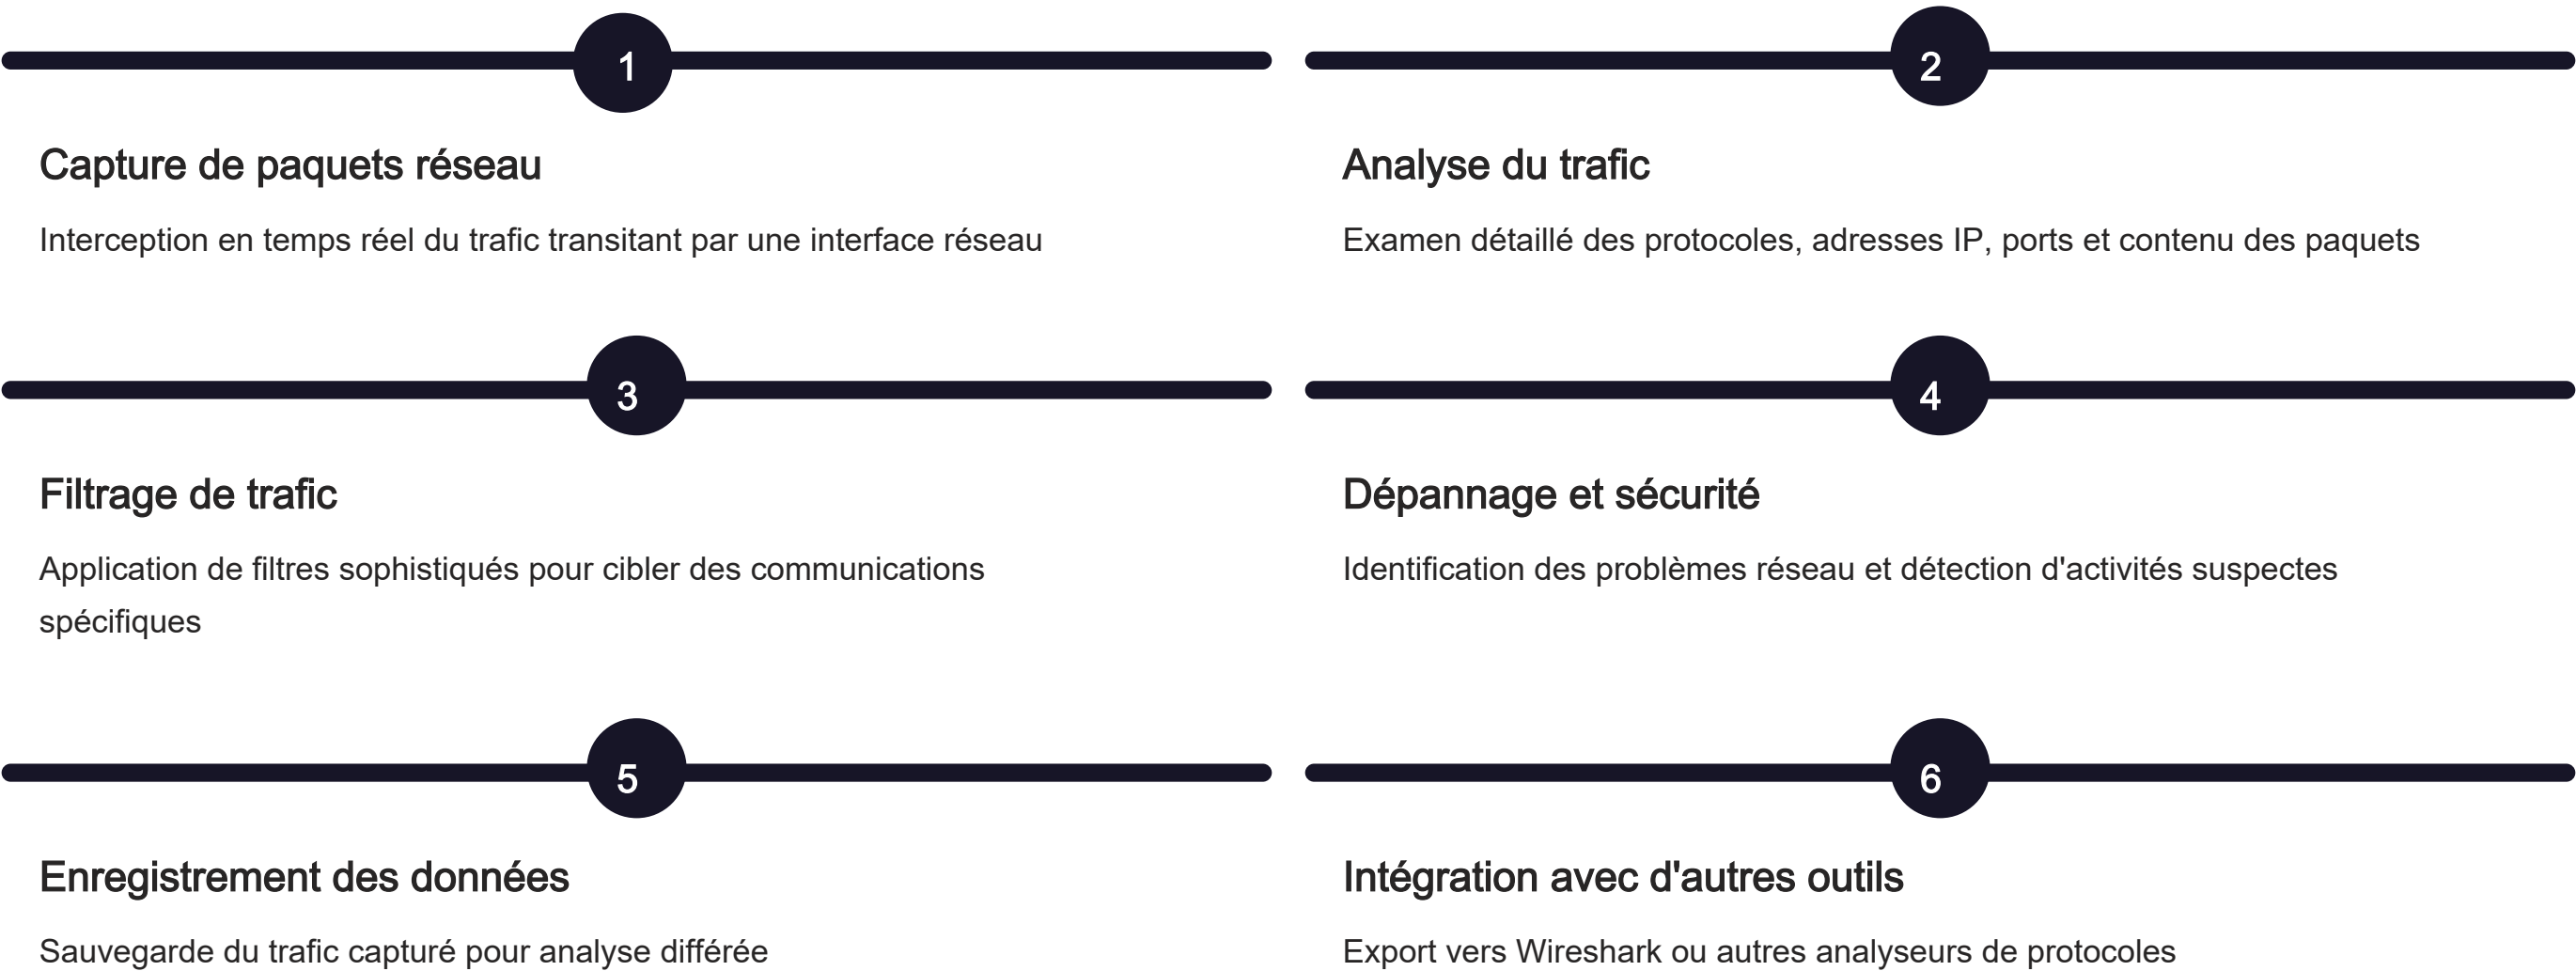 1
Capture de paquets réseau
Interception en temps réel du trafic transitant par une interface réseau
2
Analyse du trafic
Examen détaillé des protocoles, adresses IP, ports et contenu des paquets
3
Filtrage de trafic
Application de filtres sophistiqués pour cibler des communications
spécifiques
4
Dépannage et sécurité
Identification des problèmes réseau et détection d'activités suspectes
5
Enregistrement des données
Sauvegarde du trafic capturé pour analyse différée
6
Intégration avec d'autres outils
Export vers Wireshark ou autres analyseurs de protocoles